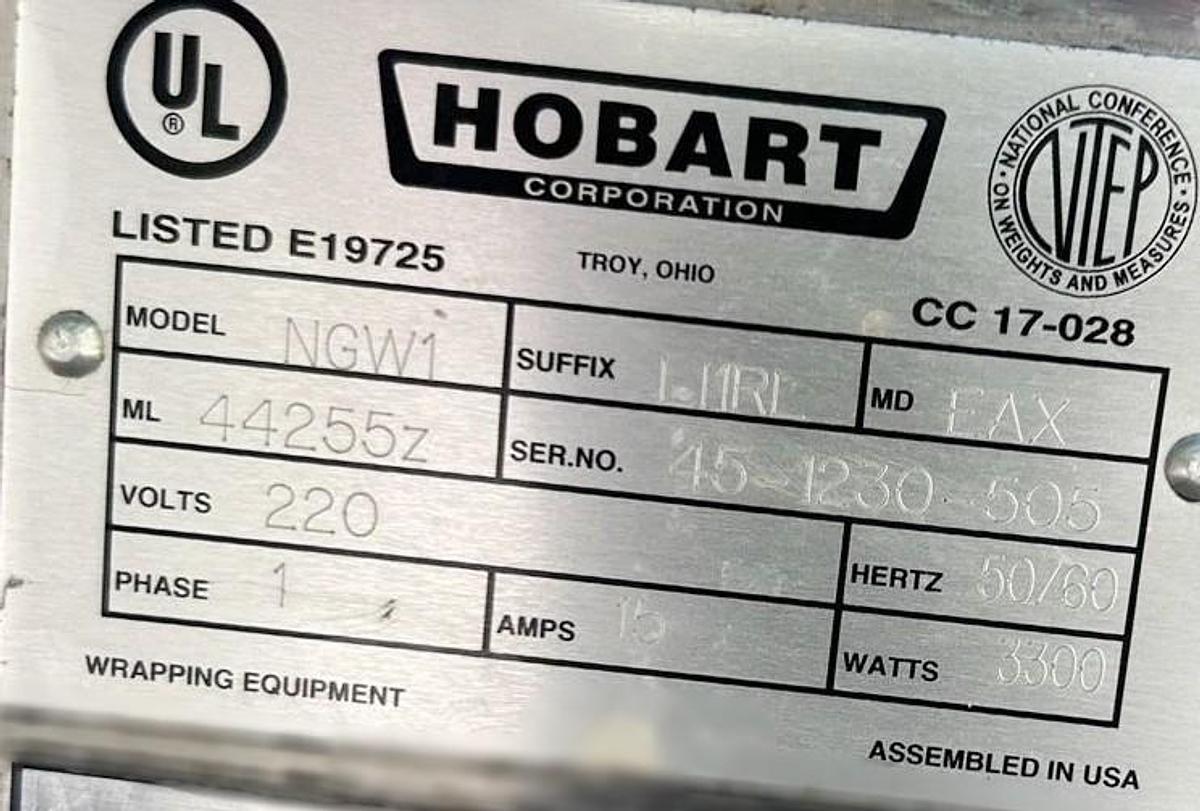 UL
®
HOBART
CORPORATION
NATIONAL CONFERENCE
ON WEIGHTS AND MEASURES
NTEP
LISTED E19725
TROY, OHIO
CC 17-028
MODEL NGW1
SUFFIX
MD EAX
ML 44255z
SER.NO. 45-1230-505
VOLTS 220
HERTZ 50/60
PHASE 1
AMPS 15
WATTS 3300
WRAPPING EQUIPMENT
ASSEMBLED IN USA